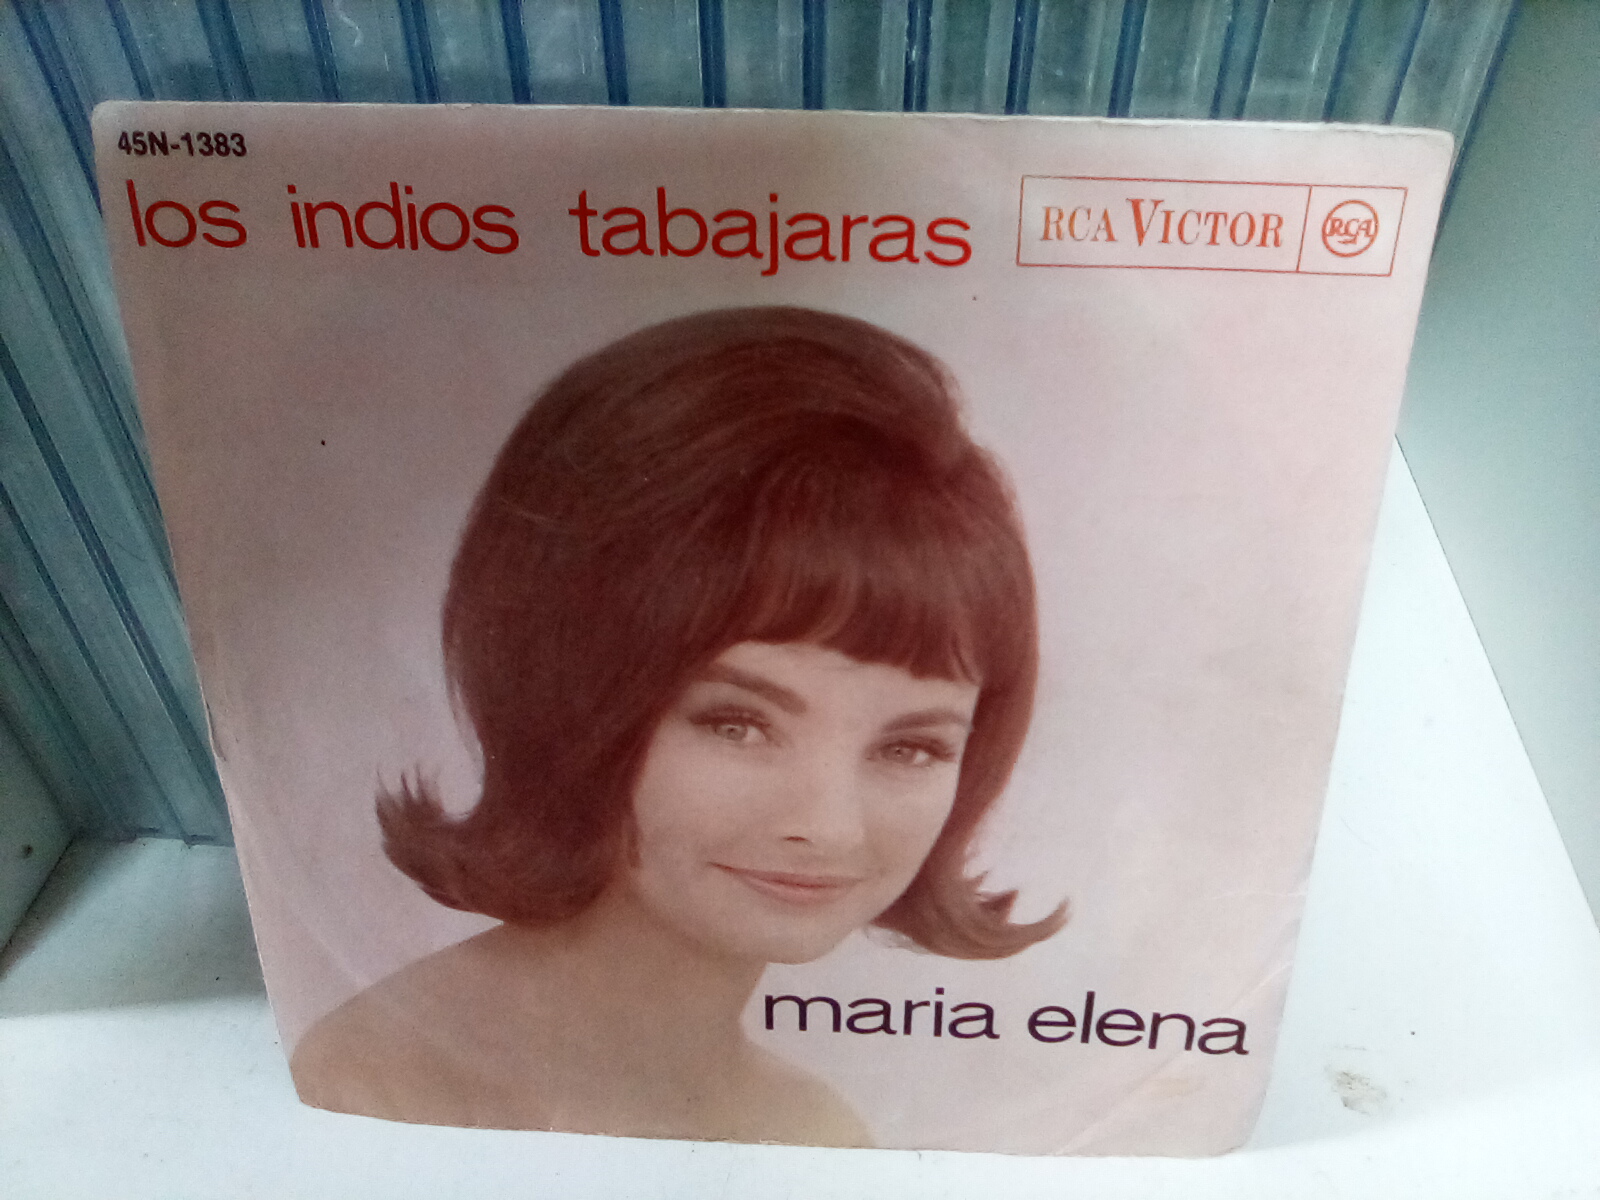 45N-1383
los indios tabajaras
RCA VICTOR RCA
maria elena